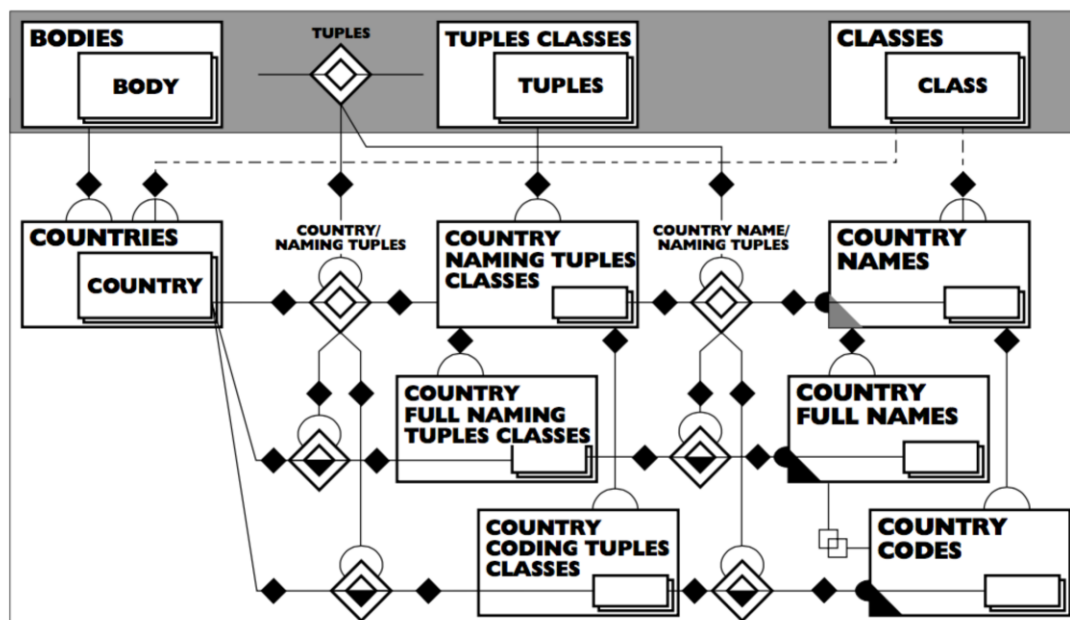 BODIES
BODY
TUPLES
TUPLES CLASSES
TUPLES
CLASSES
CLASS
COUNTRIES
COUNTRY
COUNTRY/
NAMING TUPLES
COUNTRY
NAMING TUPLES
CLASSES
COUNTRY NAME/
NAMING TUPLES
COUNTRY
NAMES
COUNTRY
FULL NAMING
TUPLES CLASSES
COUNTRY
FULL NAMES
COUNTRY
CODING TUPLES
CLASSES
COUNTRY
CODES